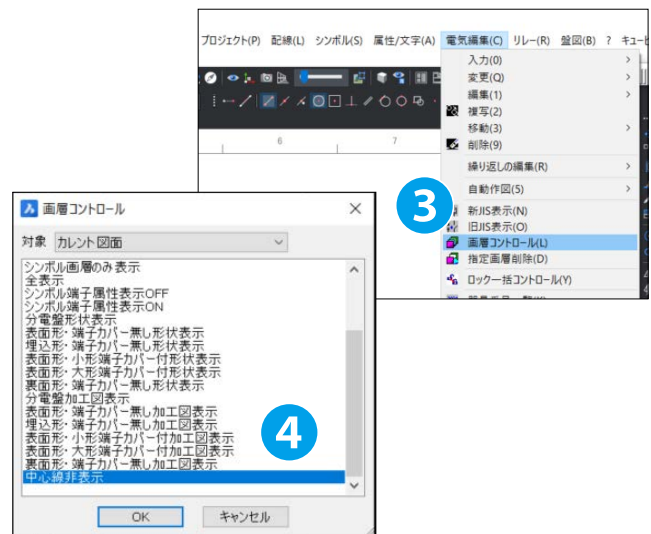 プロジェクト(P) 配線(L) シンボル(S) 属性/文字(A) 電気編集(C) リレー(R) 盤図(B) ? キュービ
入力(0)
変更(Q)
編集(1)
複写(2)
移動(3)
削除(9)
6 7
繰り返しの編集(R)
自動作図(5)
3
新JIS表示(N)
旧JIS表示(O)
画層コントロール(L)
指定画層削除(D)
ロック一括コントロール(Y)
画層コントロール
対象 カレント図面
シンボル画層のみ表示
全表示
シンボル端子属性表示OFF
シンボル端子属性表示ON
分電盤形状表示
表面形・端子カバー無し形状表示
埋込形・端子カバー無し形状表示
表面形・小形端子カバー付形状表示
表面形・大形端子カバー付形状表示
裏面形・端子カバー無し形状表示
分電盤加工図表示
表面形・端子カバー無し加工図表示
埋込形・端子カバー無し加工図表示
表面形・小形端子カバー付加工図表示
表面形・大形端子カバー付加工図表示
裏面形・端子カバー無し加工図表示
中心線非表示
4
OK キャンセル